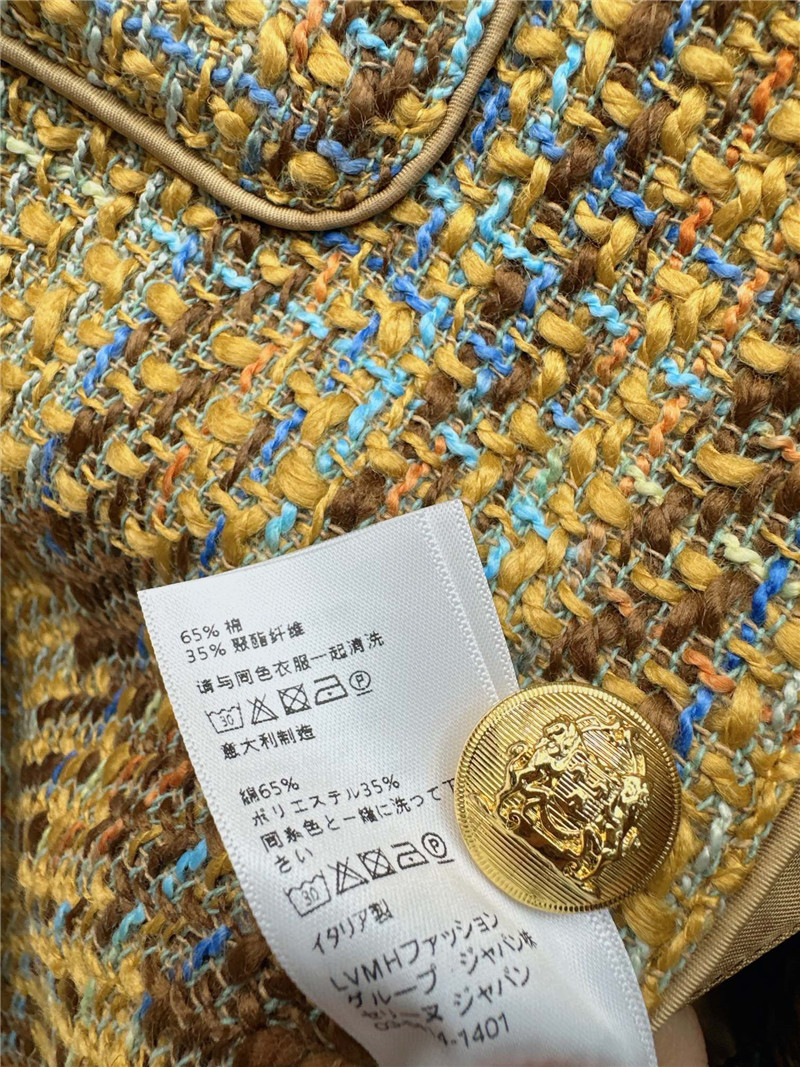 65% 棉
35% 聚酯纤维
请与同色衣服一起清洗
30 P
意大利制造
綿65%
ポリエステル35%
同系色と一緒に洗って下
さい
30 P
イタリア製
LVMHファッション
グループ ジャパン
ヌ ジャパン
1-1401